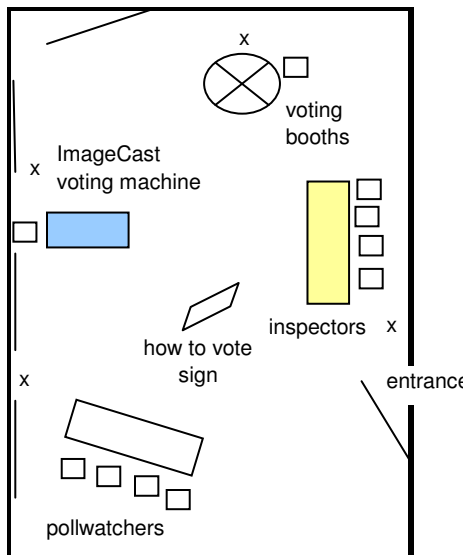 x
voting
booths
ImageCast
voting machine
x
inspectors x
how to vote
sign
x
entrance
pollwatchers